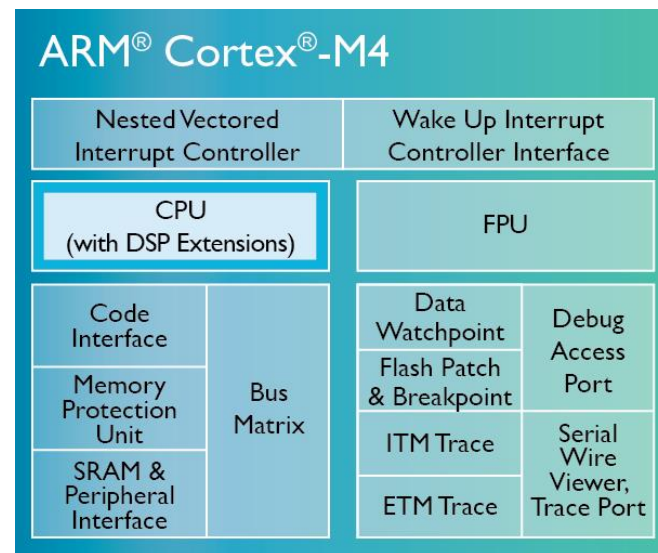 ARM® Cortex®-M4
Nested Vectored
Interrupt Controller
Wake Up Interrupt
Controller Interface
CPU
(with DSP Extensions)
FPU
Code
Interface
Memory
Protection
Unit
SRAM &
Peripheral
Interface
Bus
Matrix
Data
Watchpoint
Flash Patch
& Breakpoint
ITM Trace
ETM Trace
Debug
Access
Port
Serial
Wire
Viewer,
Trace Port